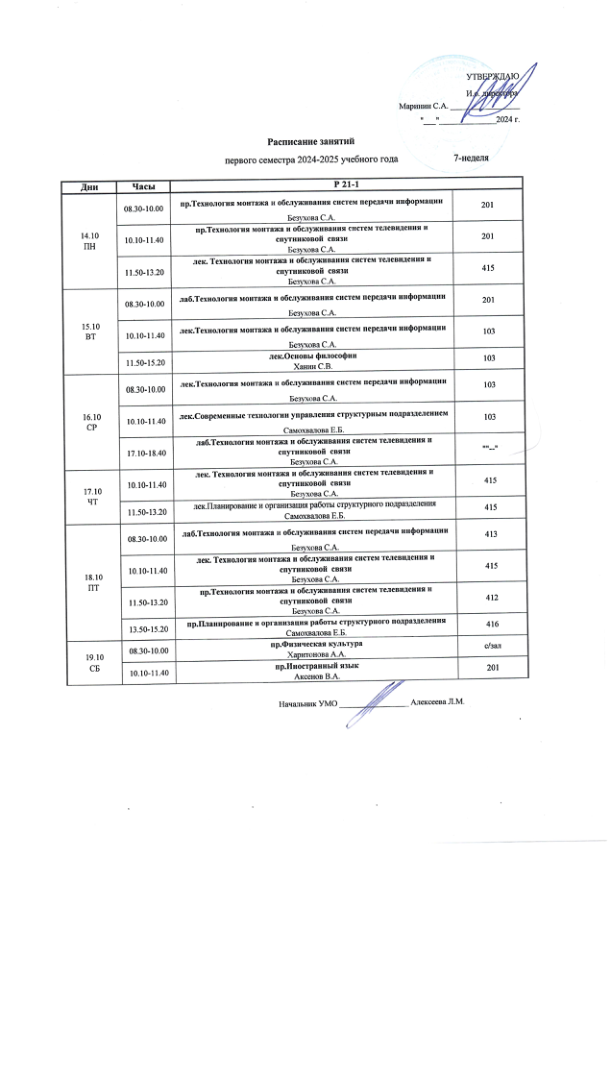 УТВЕРЖДАЮ
И.о. директора
Маринин С.А. _______________
"___"______________2024 г.
Расписание занятий
первого семестра 2024-2025 учебного года 7-неделя
Дни Часы Р 21-1
14.10
ПН
08.30-10.00 пр.Технология монтажа и обслуживания систем передачи информации 201
Безухова С.А.
10.10-11.40 пр.Технология монтажа и обслуживания систем телевидения и
спутниковой связи 201
Безухова С.А.
11.50-13.20 лек. Технология монтажа и обслуживания систем телевидения и
спутниковой связи 415
Безухова С.А.
15.10
ВТ
08.30-10.00 лаб.Технология монтажа и обслуживания систем передачи информации 201
Безухова С.А.
10.10-11.40 лек.Технология монтажа и обслуживания систем передачи информации 103
Безухова С.А.
11.50-15.20 лек.Основы философии 103
Ханин С.В.
16.10
СР
08.30-10.00 лек.Технология монтажа и обслуживания систем передачи информации 103
Безухова С.А.
10.10-11.40 лек.Современные технологии управления структурным подразделением 103
Самохвалова Е.Б.
17.10-18.40 лаб.Технология монтажа и обслуживания систем телевидения и
спутниковой связи ""--"
Безухова С.А.
17.10
ЧТ
10.10-11.40 лек. Технология монтажа и обслуживания систем телевидения и
спутниковой связи 415
Безухова С.А.
11.50-13.20 лек.Планирование и организация работы структурного подразделения 415
Самохвалова Е.Б.
18.10
ПТ
08.30-10.00 лаб.Технология монтажа и обслуживания систем передачи информации 413
Безухова С.А.
10.10-11.40 лек. Технология монтажа и обслуживания систем телевидения и
спутниковой связи 415
Безухова С.А.
11.50-13.20 пр.Технология монтажа и обслуживания систем телевидения и
спутниковой связи 412
Безухова С.А.
13.50-15.20 пр.Планирование и организация работы структурного подразделения 416
Самохвалова Е.Б.
19.10
СБ
08.30-10.00 пр.Физическая культура с/зал
Харитонова А.А.
10.10-11.40 пр.Иностранный язык 201
Аксенов В.А.
Начальник УМО _______________ Алексеева Л.М.